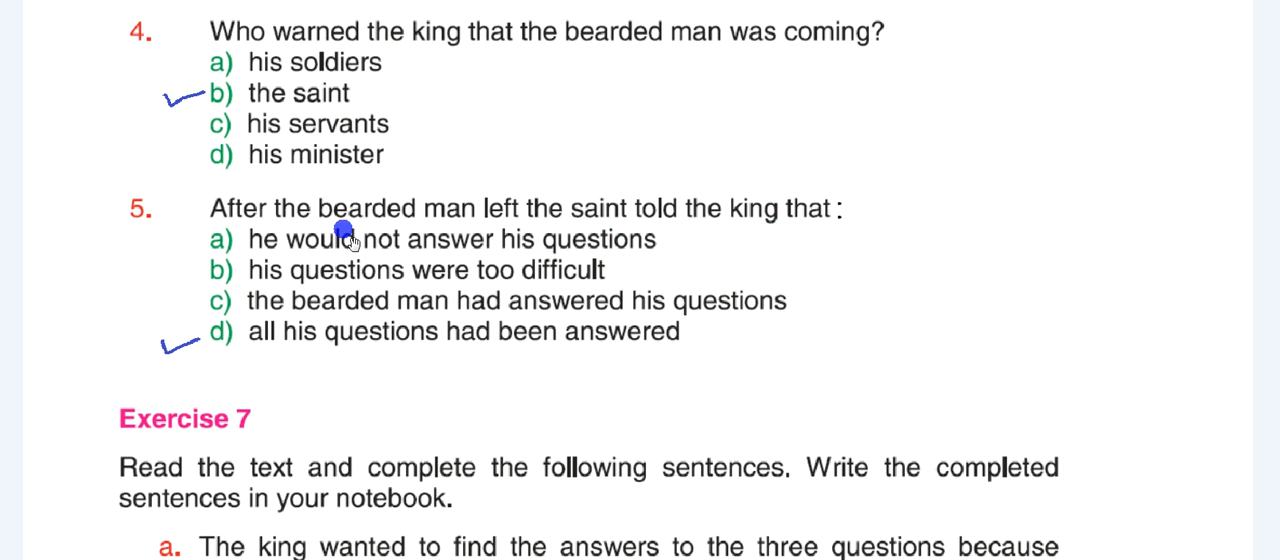 4. Who warned the king that the bearded man was coming?
a) his soldiers
b) the saint
c) his servants
d) his minister
5. After the bearded man left the saint told the king that :
a) he would not answer his questions
b) his questions were too difficult
c) the bearded man had answered his questions
d) all his questions had been answered
Exercise 7
Read the text and complete the following sentences. Write the completed
sentences in your notebook.
a. The king wanted to find the answers to the three questions because